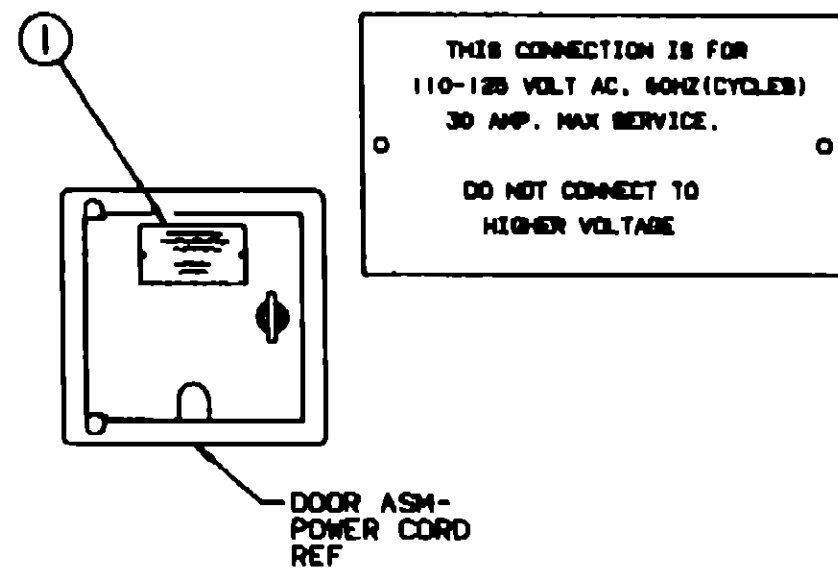 1
THIS CONNECTION IS FOR
110-125 VOLT AC, 60HZ(CYCLES)
30 AMP. MAX SERVICE.
DO NOT CONNECT TO
HIGHER VOLTAGE
DOOR ASM-
POWER CORD
REF